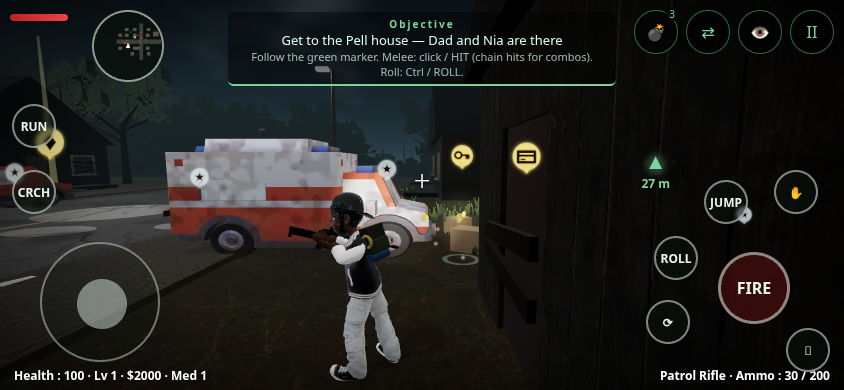 Objective
Get to the Pell house — Dad and Nia are there
Follow the green marker. Melee: click / HIT (chain hits for combos).
Roll: Ctrl / ROLL.
3
II
RUN
CRCH
27 m
JUMP
ROLL
FIRE
Health : 100 · Lv 1 · $2000 · Med 1
Patrol Rifle · Ammo : 30 / 200